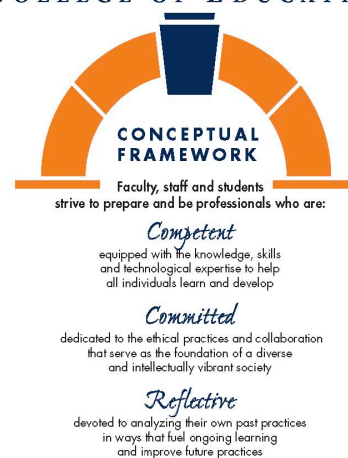 COLLEGE OF EDUCATI
CONCEPTUAL
FRAMEWORK
Faculty, staff and students
strive to prepare and be professionals who are:
Competent
equipped with the knowledge, skills
and technological expertise to help
all individuals learn and develop
Committed
dedicated to the ethical practices and collaboration
that serve as the foundation of a diverse
and intellectually vibrant society
Reflective
devoted to analyzing their own past practices
in ways that fuel ongoing learning
and improve future practices